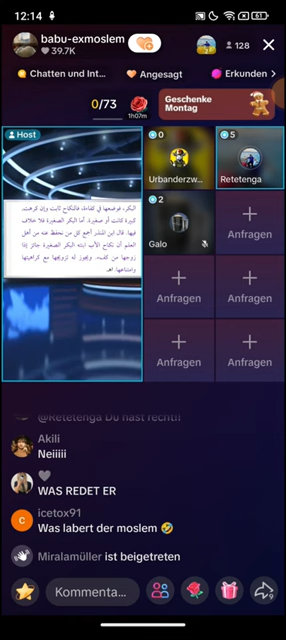 12:14
61
babu-exmoslem
39.7K
128
Chatten und Int...
Angesagt
Erkunden
0/73
1h07m
Geschenke
Montag
Host
0
Urbanderzw...
5
Retetenga
2
Galo
Anfragen
Anfragen
Anfragen
Anfragen
Anfragen
البكر، فوضعها في كفاءة، فالنكاح ثابت وإن كرهت،
كبيرة كانت أو صغيرة. أما البكر الصغيرة فلا خلاف
فيها. قال ابن المنذر أجمع كل من نحفظ عنه من أهل
العلم أن نكاح الأب ابنته البكر الصغيرة جائز إذا
زوجها من كفء، ويجوز له تزويجها مع كراهيتها
وامتناعها. اهـ
@Retetenga Du hast recht!!
Akili
Neiiiii
WAS REDET ER
icetox91
Was labert der moslem 🤣
Miralamüller ist beigetreten
Kommenta...
9